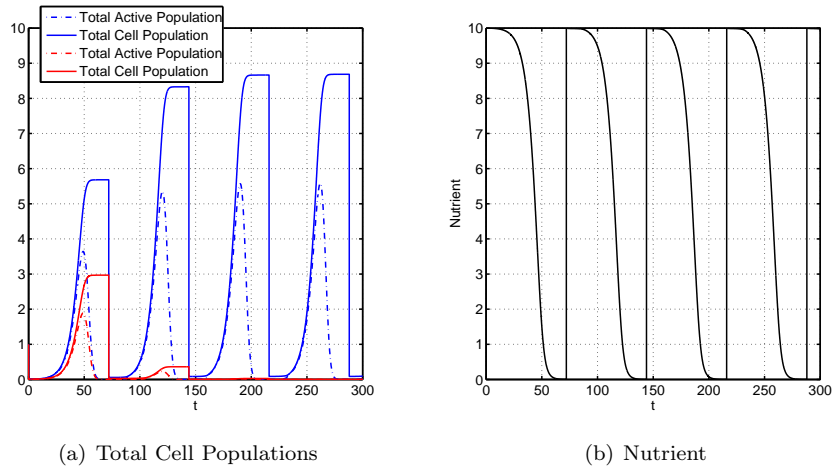 Total Active Population
Total Cell Population
Total Active Population
Total Cell Population
10
9
8
7
6
5
4
3
2
1
0
0 50 100 150 200 250 300
t
(a) Total Cell Populations
10
9
8
7
6
5
4
3
2
1
0
Nutrient
0 50 100 150 200 250 300
t
(b) Nutrient